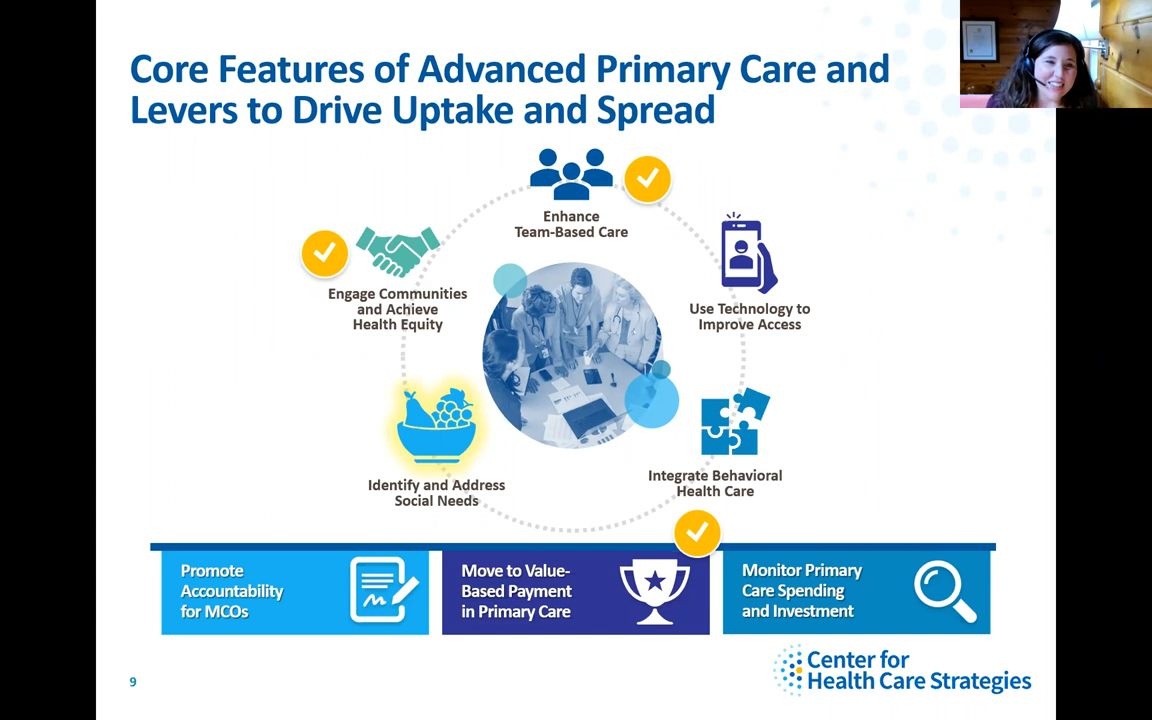 Core Features of Advanced Primary Care and
Levers to Drive Uptake and Spread
Enhance
Team-Based Care
Engage Communities
and Achieve
Health Equity
Use Technology to
Improve Access
Identify and Address
Social Needs
Integrate Behavioral
Health Care
Promote
Accountability
for MCOs
Move to Value-
Based Payment
in Primary Care
Monitor Primary
Care Spending
and Investment
9
Center for
Health Care Strategies